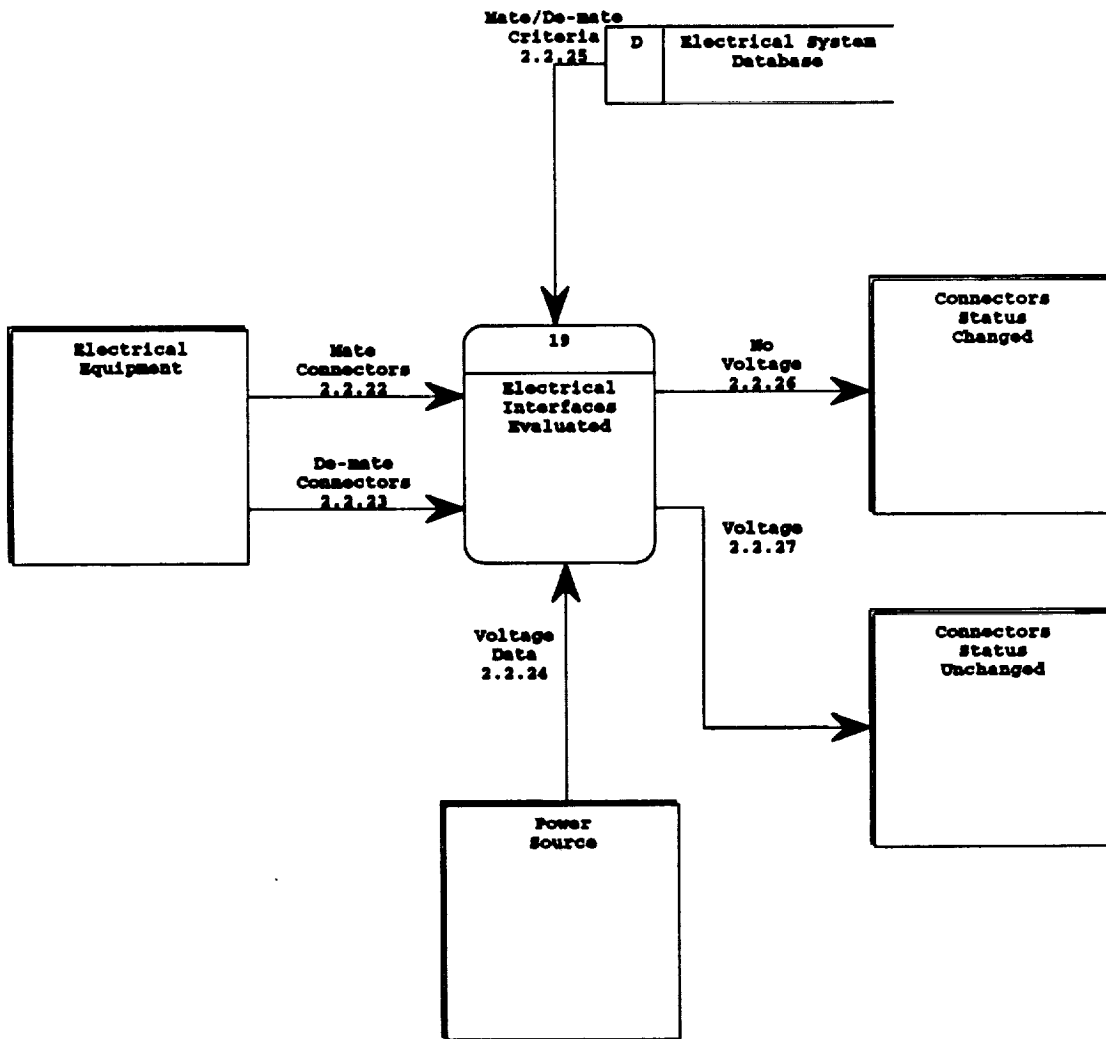 Mate/De-mate
Criteria
2.2.25
D
Electrical System
Database
Electrical
Equipment
Mate
Connectors
2.2.22
De-mate
Connectors
2.2.23
19
Electrical
Interfaces
Evaluated
No
Voltage
2.2.26
Connectors
Status
Changed
Voltage
2.2.27
Voltage
Data
2.2.24
Connectors
Status
Unchanged
Power
Source